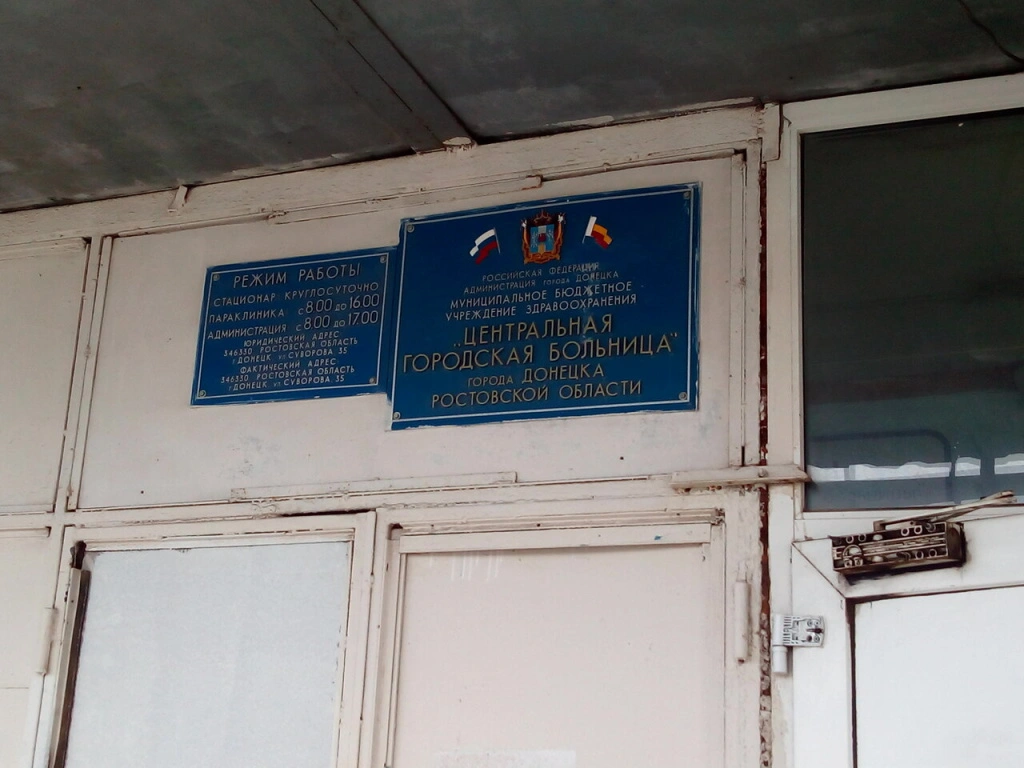 РЕЖИМ РАБОТЫ
СТАЦИОНАР КРУГЛОСУТОЧНО
ПАРАКЛИНИКА с 8.00 до 16.00
АДМИНИСТРАЦИЯ с 8.00 до 17.00
ЮРИДИЧЕСКИЙ АДРЕС:
346330, РОСТОВСКАЯ ОБЛАСТЬ
г.ДОНЕЦК, ул.СУВОРОВА 35
ФАКТИЧЕСКИЙ АДРЕС:
346330, РОСТОВСКАЯ ОБЛАСТЬ
г.ДОНЕЦК, ул.СУВОРОВА 35
РОССИЙСКАЯ ФЕДЕРАЦИЯ
АДМИНИСТРАЦИЯ ГОРОДА ДОНЕЦКА
МУНИЦИПАЛЬНОЕ БЮДЖЕТНОЕ
УЧРЕЖДЕНИЕ ЗДРАВООХРАНЕНИЯ
„ЦЕНТРАЛЬНАЯ
ГОРОДСКАЯ БОЛЬНИЦА"
ГОРОДА ДОНЕЦКА
РОСТОВСКОЙ ОБЛАСТИ